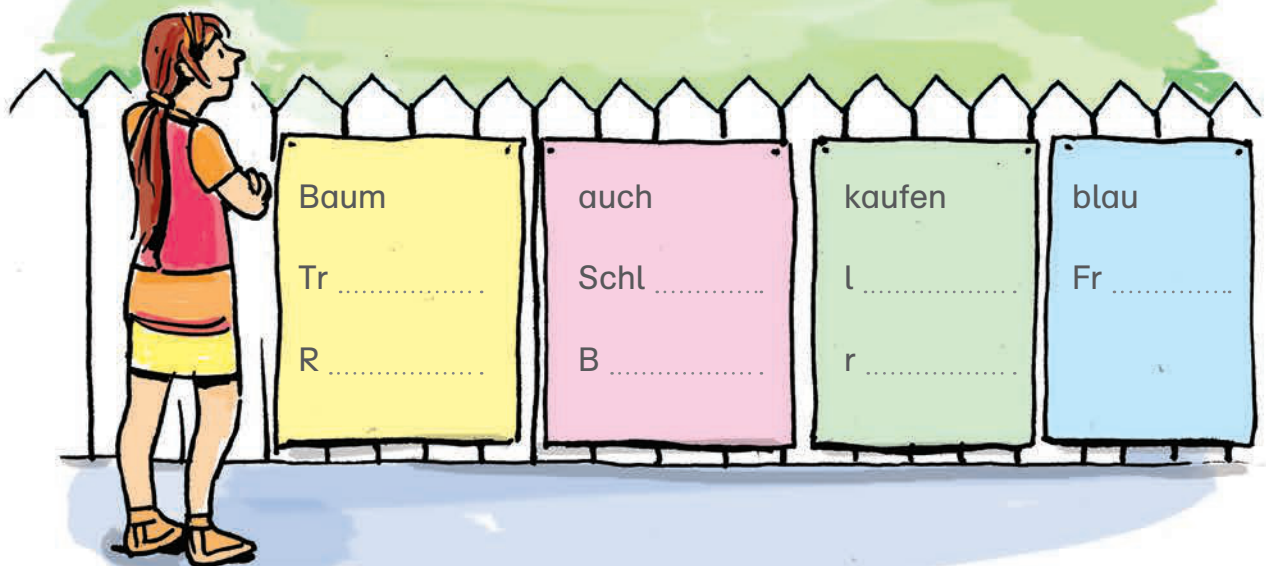 Baum
Tr ................ .
R ................ .
auch
Schl ..............
B ................ .
kaufen
l ................ .
r ................ .
blau
Fr ..............